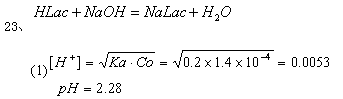 23、 HLac + NaOH = NaLac + H₂O
(1) [H⁺] = √(Ka · Co) = √(0.2 × 1.4 × 10⁻⁴) = 0.0053
pH = 2.28